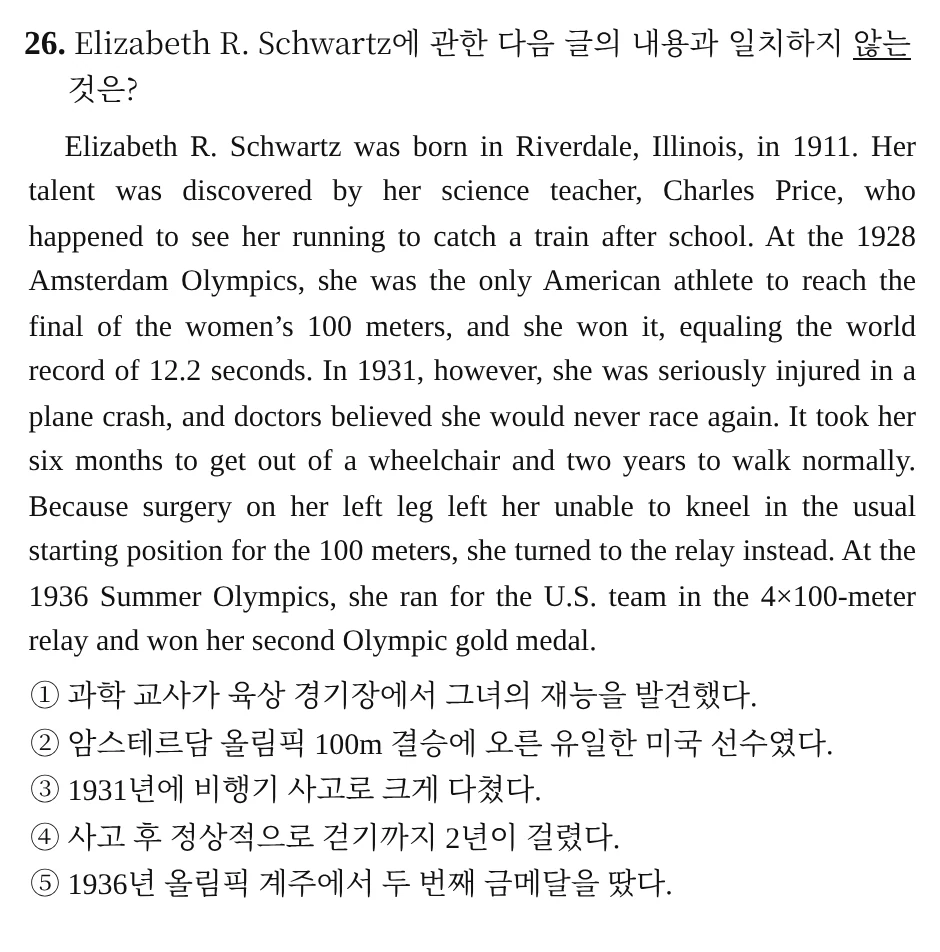 26. Elizabeth R. Schwartz에 관한 다음 글의 내용과 일치하지 않는
것은?
Elizabeth R. Schwartz was born in Riverdale, Illinois, in 1911. Her
talent was discovered by her science teacher, Charles Price, who
happened to see her running to catch a train after school. At the 1928
Amsterdam Olympics, she was the only American athlete to reach the
final of the women’s 100 meters, and she won it, equaling the world
record of 12.2 seconds. In 1931, however, she was seriously injured in a
plane crash, and doctors believed she would never race again. It took her
six months to get out of a wheelchair and two years to walk normally.
Because surgery on her left leg left her unable to kneel in the usual
starting position for the 100 meters, she turned to the relay instead. At the
1936 Summer Olympics, she ran for the U.S. team in the 4×100-meter
relay and won her second Olympic gold medal.
① 과학 교사가 육상 경기장에서 그녀의 재능을 발견했다.
② 암스테르담 올림픽 100m 결승에 오른 유일한 미국 선수였다.
③ 1931년에 비행기 사고로 크게 다쳤다.
④ 사고 후 정상적으로 걷기까지 2년이 걸렸다.
⑤ 1936년 올림픽 계주에서 두 번째 금메달을 땄다.